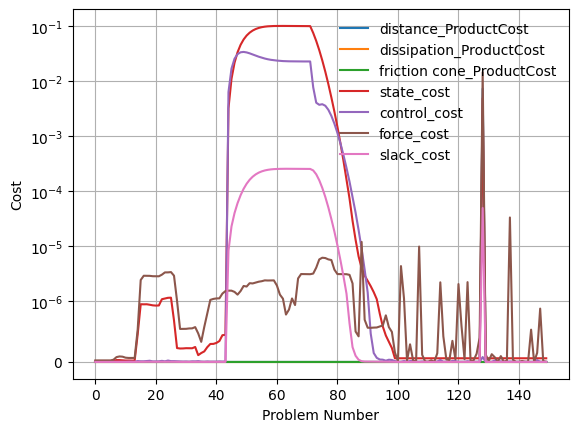 distance_ProductCost
dissipation_ProductCost
friction cone_ProductCost
state_cost
control_cost
force_cost
slack_cost
10⁻¹
10⁻²
10⁻³
10⁻⁴
10⁻⁵
10⁻⁶
0
Cost
0 20 40 60 80 100 120 140
Problem Number